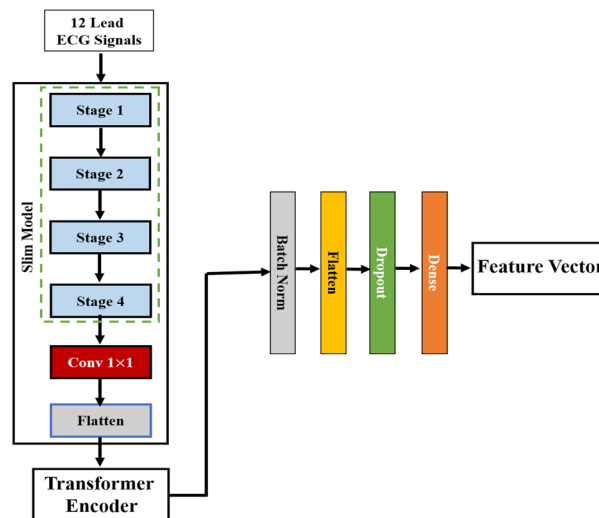 12 Lead
ECG Signals
Slim Model
Stage 1
Stage 2
Stage 3
Stage 4
Conv 1×1
Flatten
Transformer
Encoder
Batch Norm
Flatten
Dropout
Dense
Feature Vector